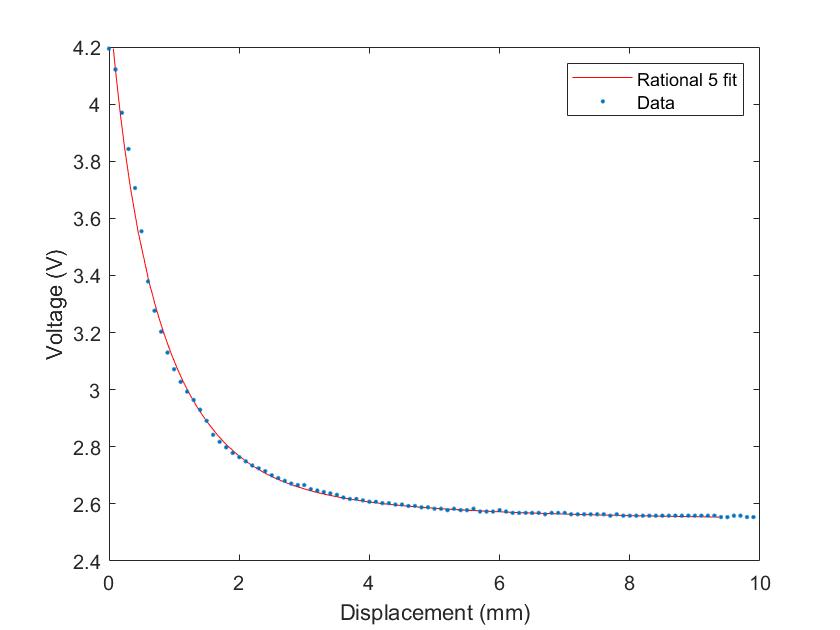 4.2
4
3.8
3.6
3.4
3.2
3
2.8
2.6
2.4
Voltage (V)
Rational 5 fit
Data
0 2 4 6 8 10
Displacement (mm)